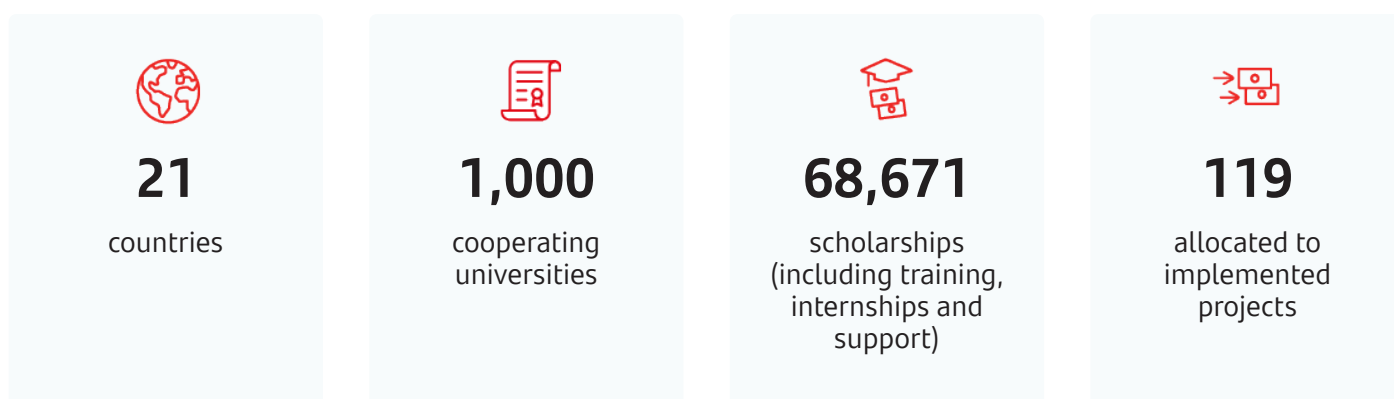 21
countries
1,000
cooperating
universities
68,671
scholarships
(including training,
internships and
support)
119
allocated to
implemented
projects